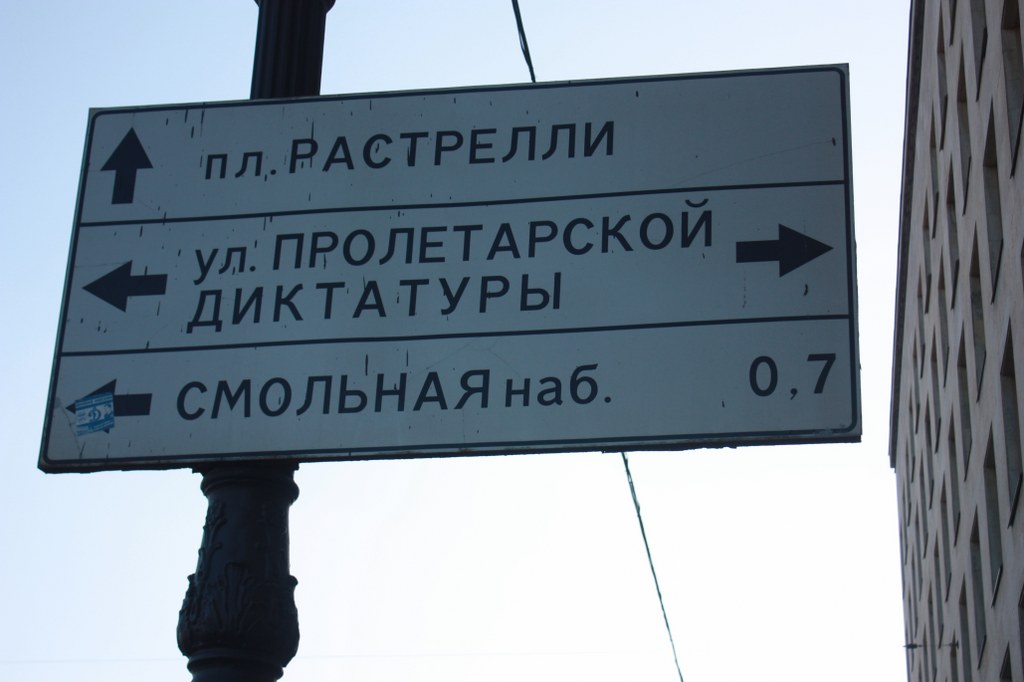 пл. РАСТРЕЛЛИ
ул. ПРОЛЕТАРСКОЙ
ДИКТАТУРЫ
СМОЛЬНАЯ наб. 0,7